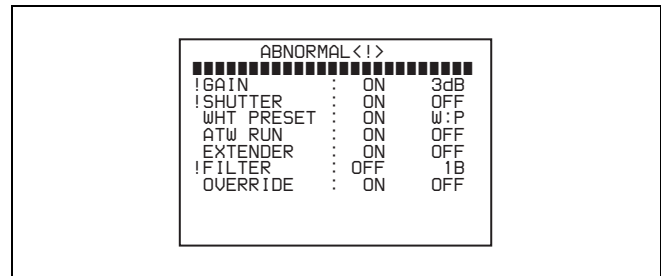 ABNORMAL<!>
!GAIN : ON 3dB
!SHUTTER : ON OFF
WHT PRESET : ON W:P
ATW RUN : ON OFF
EXTENDER : ON OFF
!FILTER : OFF 1B
OVERRIDE : ON OFF